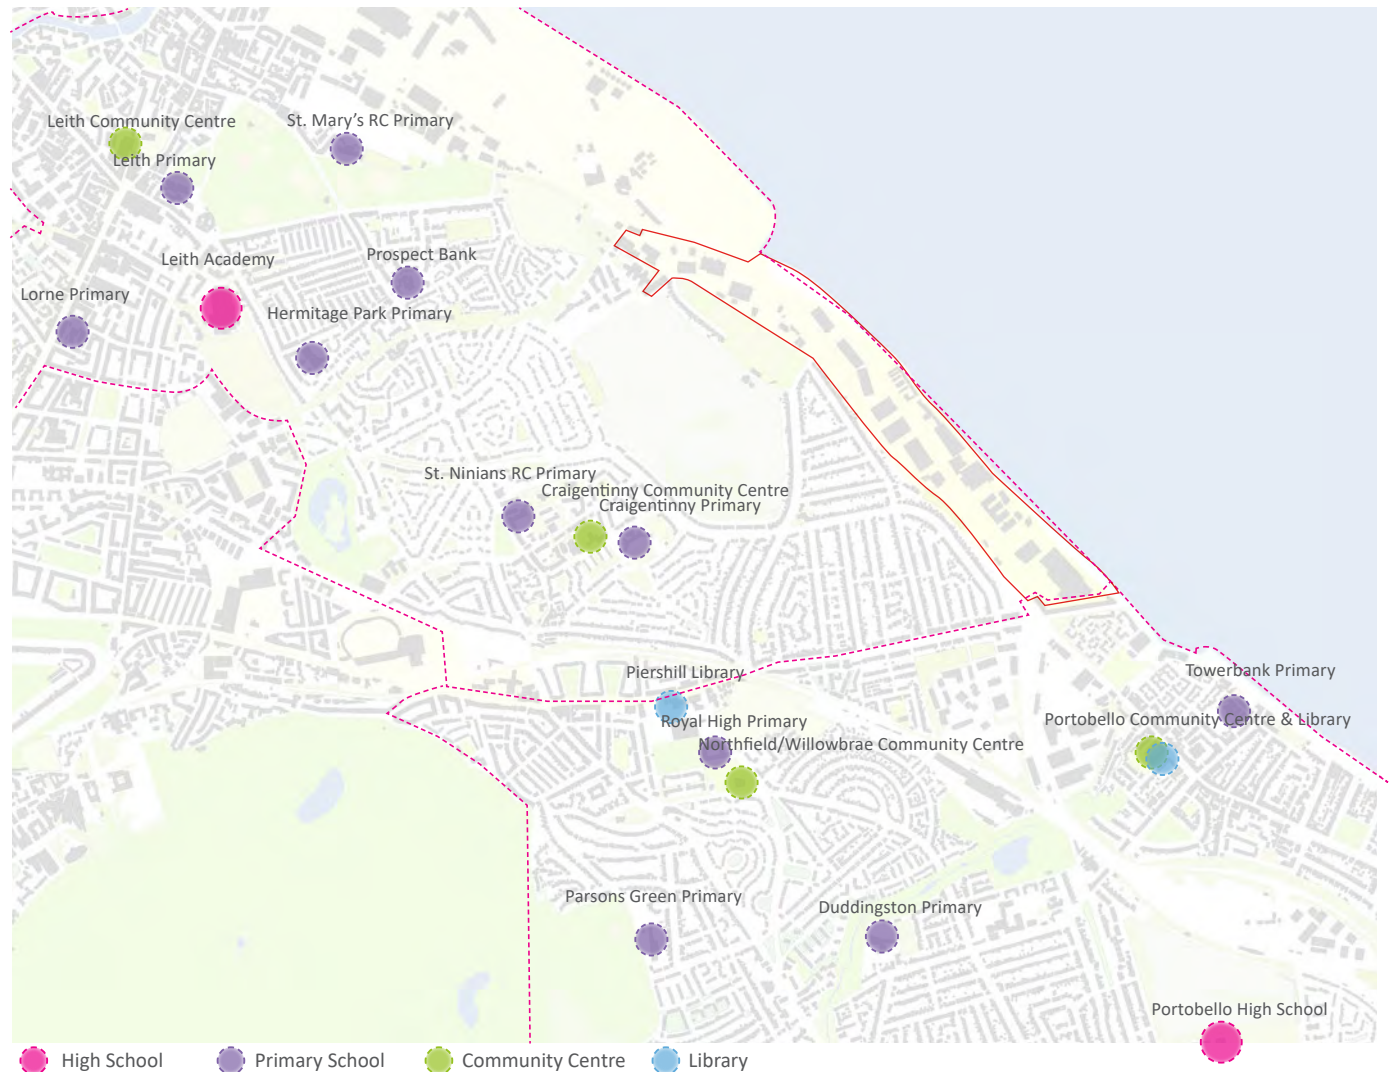 Leith Community Centre
St. Mary's RC Primary
Leith Primary
Prospect Bank
Leith Academy
Lorne Primary
Hermitage Park Primary
St. Ninians RC Primary
Craigentinny Community Centre
Craigentinny Primary
Piershill Library
Towerbank Primary
Royal High Primary
Portobello Community Centre & Library
Northfield/Willowbrae Community Centre
Parsons Green Primary
Duddingston Primary
Portobello High School
High School
Primary School
Community Centre
Library